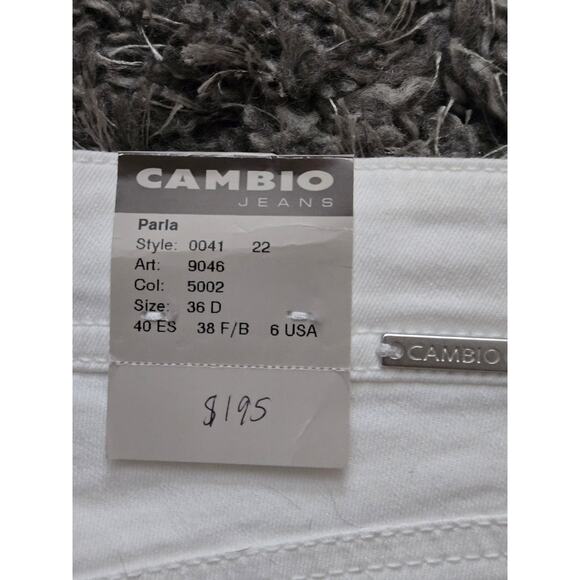 CAMBIO
JEANS
Parla
Style: 0041 22
Art: 9046
Col: 5002
Size: 36 D
40 ES 38 F/B 6 USA
CAMBIO
$195